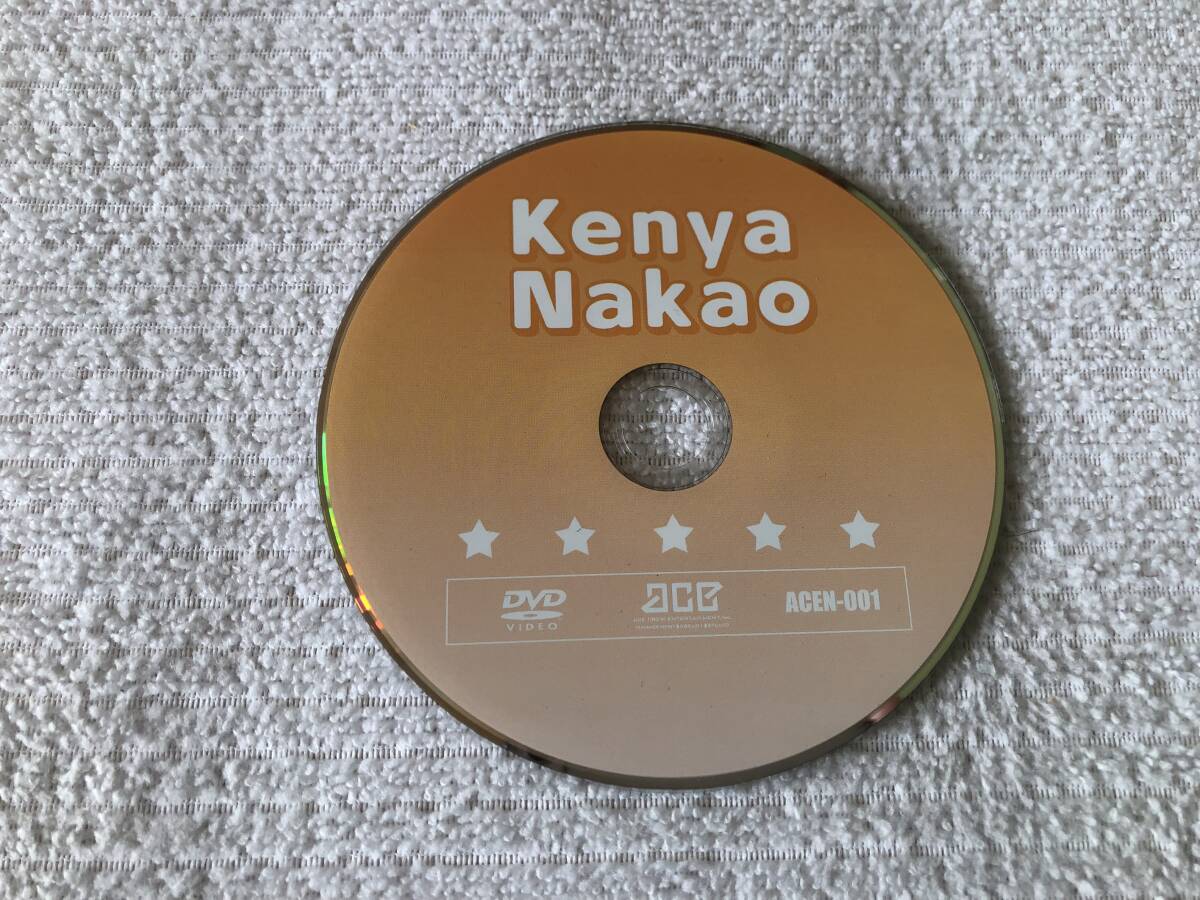 Kenya
Nakao
DVD
VIDEO
ace
ACEN-001